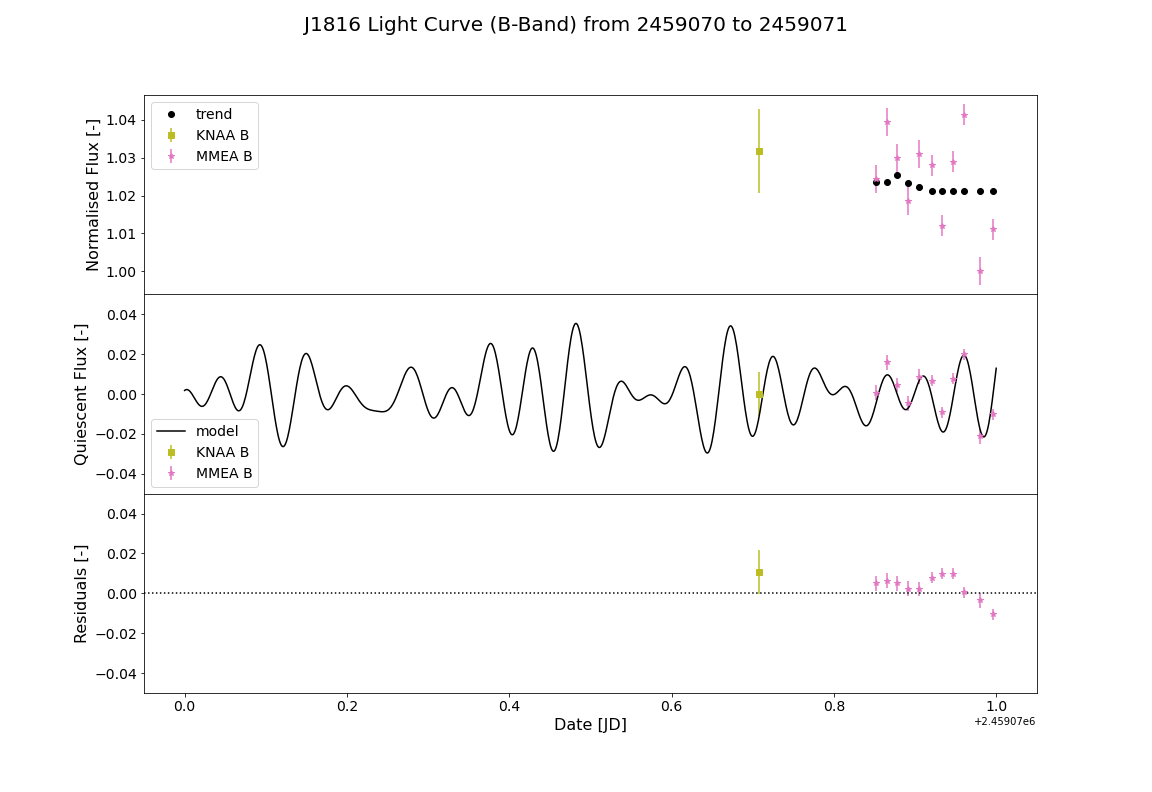 J1816 Light Curve (B-Band) from 2459070 to 2459071
Normalised Flux [-]
1.04
1.03
1.02
1.01
1.00
trend
KNAA B
MMEA B
Quiescent Flux [-]
0.04
0.02
0.00
−0.02
−0.04
model
KNAA B
MMEA B
Residuals [-]
0.04
0.02
0.00
−0.02
−0.04
0.0 0.2 0.4 0.6 0.8 1.0
Date [JD]
+2.45907e6